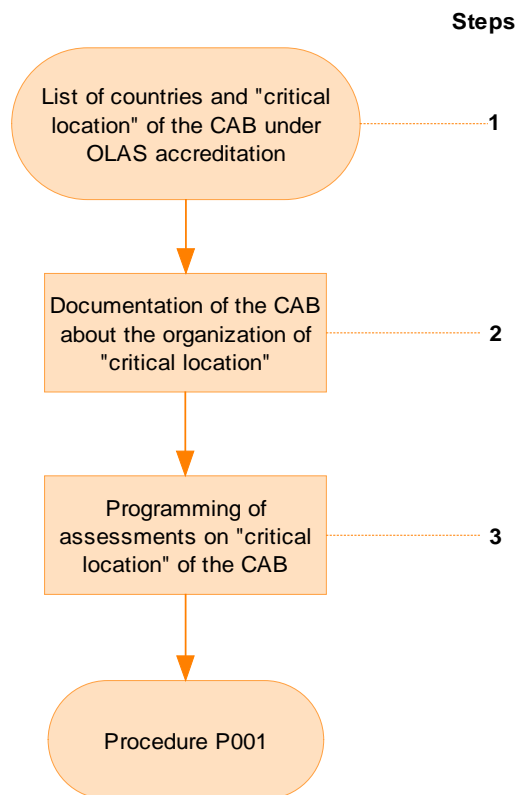 Steps
List of countries and "critical
location" of the CAB under
OLAS accreditation
1
Documentation of the CAB
about the organization of
"critical location"
2
Programming of
assessments on "critical
location" of the CAB
3
Procedure P001